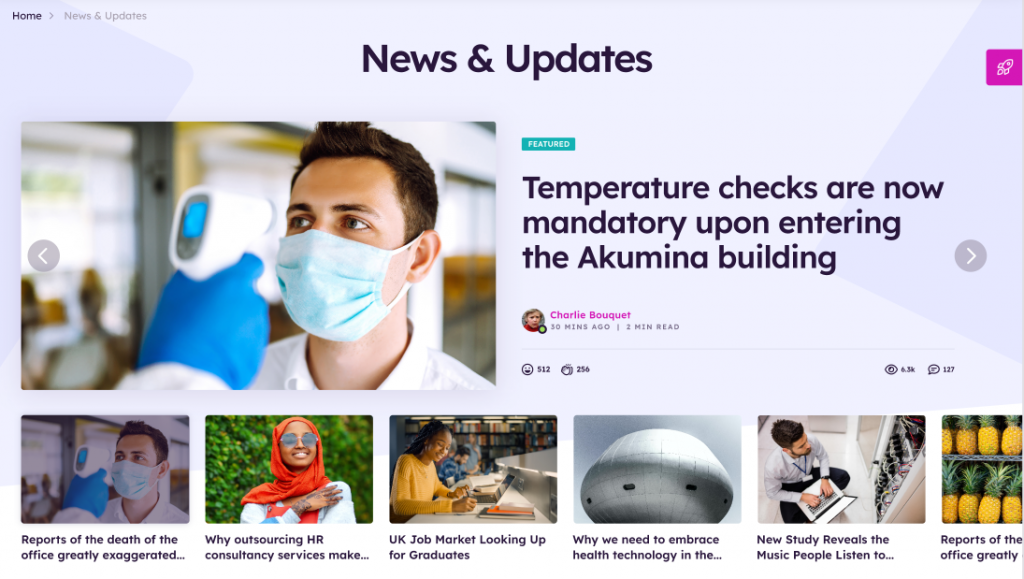 Home > News & Updates
News & Updates
FEATURED
Temperature checks are now
mandatory upon entering
the Akumina building
Charlie Bouquet
30 MINS AGO | 2 MIN READ
512 256 6.3k 127
Reports of the death of the
office greatly exaggerated...
Why outsourcing HR
consultancy services make...
UK Job Market Looking Up
for Graduates
Why we need to embrace
health technology in the...
New Study Reveals the
Music People Listen to...
Reports of the
office greatly